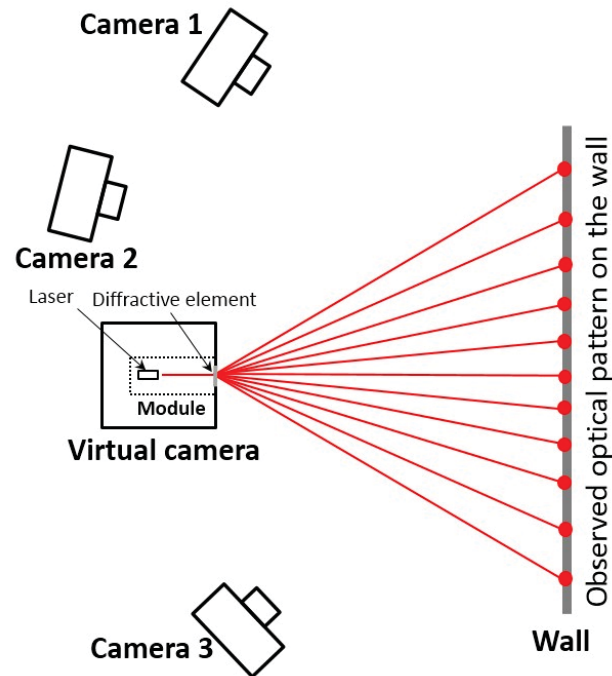 Camera 1
Camera 2
Laser
Diffractive element
Module
Virtual camera
Camera 3
Observed optical pattern on the wall
Wall